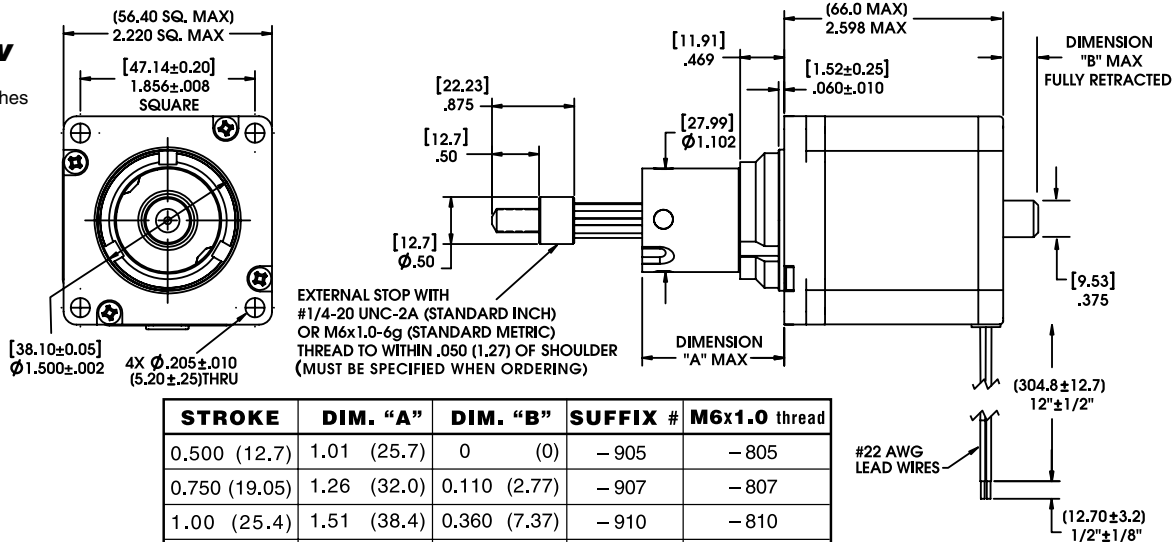 (56.40 SQ. MAX)
2.220 SQ. MAX
[47.14±0.20]
1.856±.008
SQUARE
hes
[38.10±0.05]
Ø1.500±.002
4X Ø.205±.010
(5.20±.25)THRU
(66.0 MAX)
2.598 MAX
[11.91]
.469
[1.52±0.25]
.060±.010
DIMENSION
"B" MAX
FULLY RETRACTED
[22.23]
.875
[12.7]
.50
[27.99]
Ø1.102
[12.7]
Ø.50
[9.53]
.375
EXTERNAL STOP WITH
#1/4-20 UNC-2A (STANDARD INCH)
OR M6x1.0-6g (STANDARD METRIC)
THREAD TO WITHIN .050 (1.27) OF SHOULDER
(MUST BE SPECIFIED WHEN ORDERING)
DIMENSION
"A" MAX
(304.8±12.7)
12"±1/2"
#22 AWG
LEAD WIRES
(12.70±3.2)
1/2"±1/8"
STROKE DIM. “A” DIM. “B” SUFFIX # M6x1.0 thread
0.500 (12.7) 1.01 (25.7) 0 (0) –905 –805
0.750 (19.05) 1.26 (32.0) 0.110 (2.77) –907 –807
1.00 (25.4) 1.51 (38.4) 0.360 (7.37) –910 –810